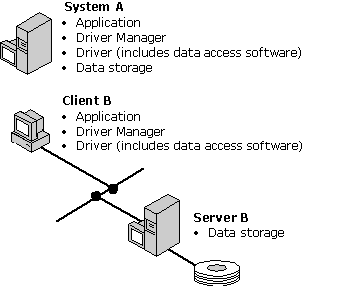 System A
• Application
• Driver Manager
• Driver (includes data access software)
• Data storage
Client B
• Application
• Driver Manager
• Driver (includes data access software)
Server B
• Data storage